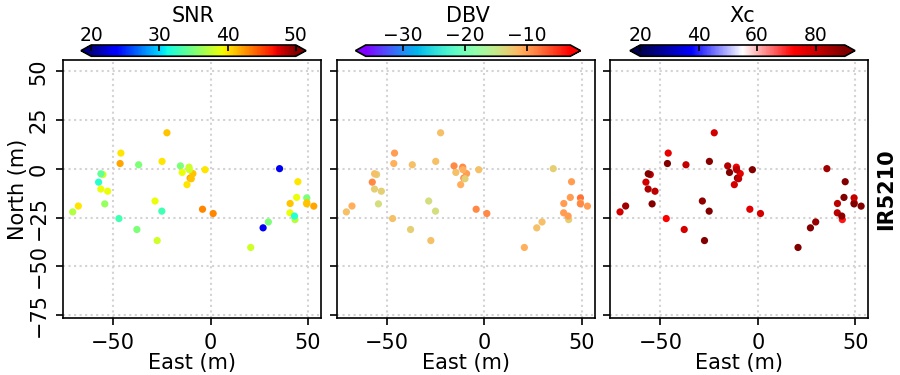 SNR
DBV
Xc
20 30 40 50
−30 −20 −10
20 40 60 80
50
25
0
−25
−50
−75
North (m)
−50 0 50
−50 0 50
−50 0 50
East (m)
East (m)
East (m)
IR5210